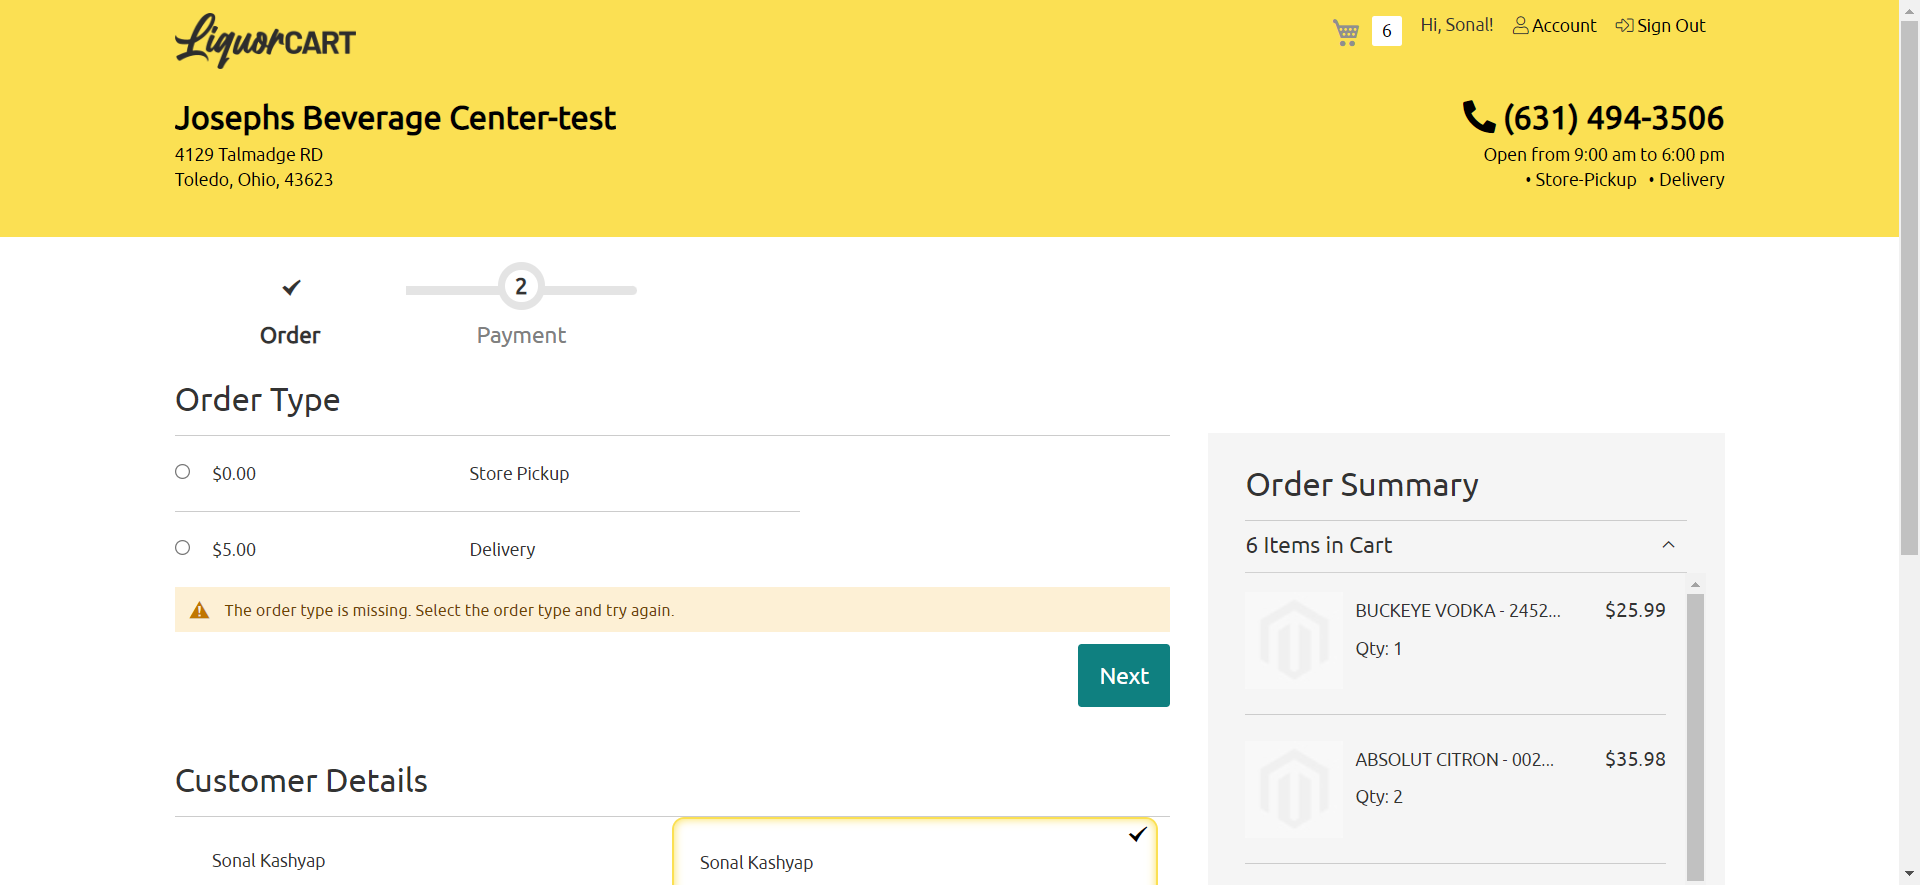 LiquorCART
6
Hi, Sonal!
Account
Sign Out
Josephs Beverage Center-test
4129 Talmadge RD
Toledo, Ohio, 43623
(631) 494-3506
Open from 9:00 am to 6:00 pm
• Store-Pickup • Delivery
2
Order
Payment
Order Type
$0.00 Store Pickup
$5.00 Delivery
The order type is missing. Select the order type and try again.
Next
Customer Details
Sonal Kashyap
Sonal Kashyap
Order Summary
6 Items in Cart
BUCKEYE VODKA - 2452... $25.99
Qty: 1
ABSOLUT CITRON - 002... $35.98
Qty: 2